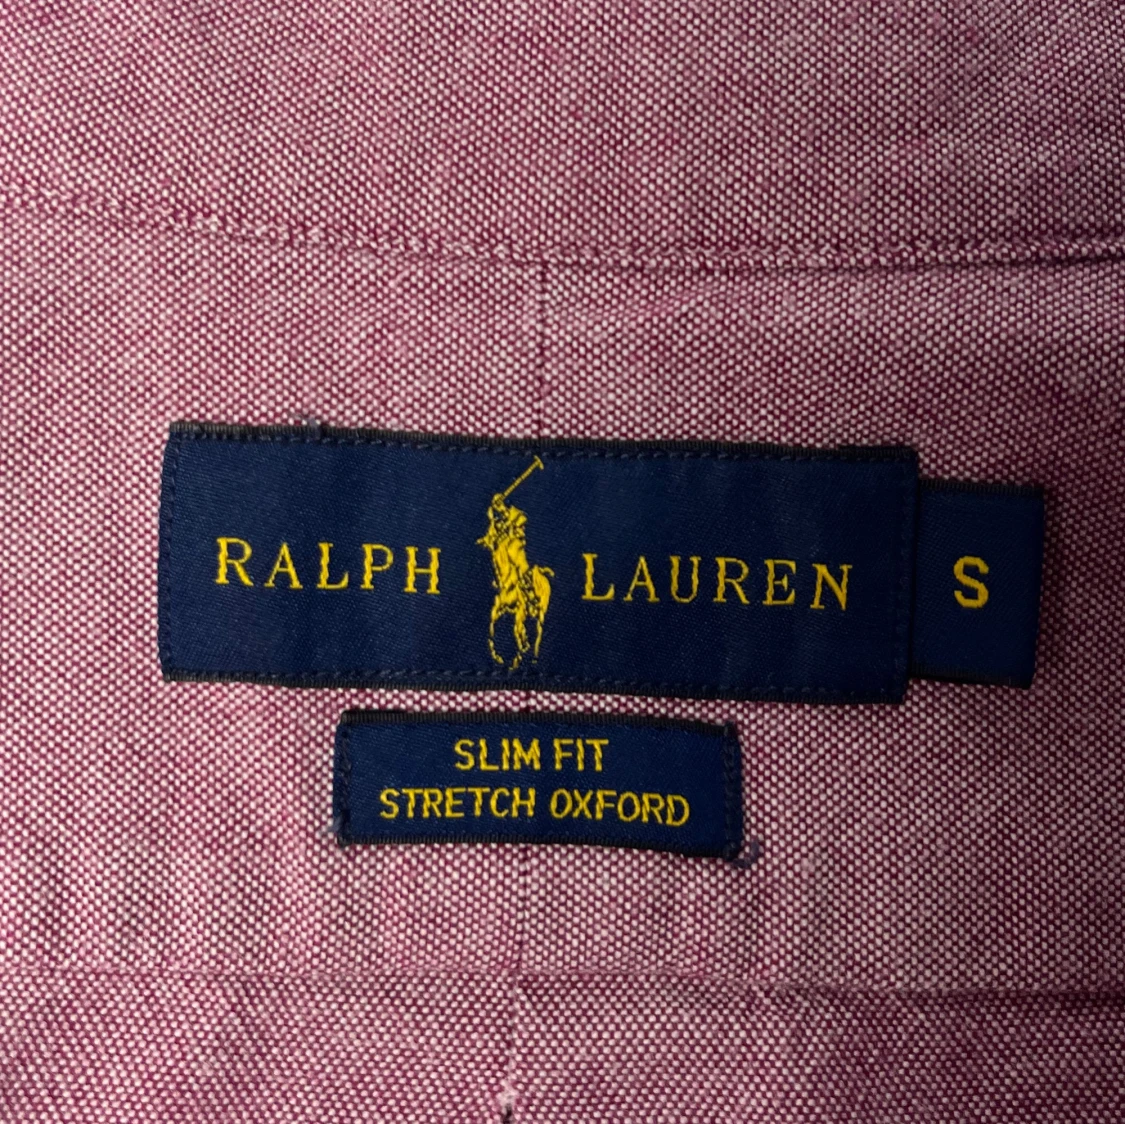 RALPH LAUREN S
SLIM FIT
STRETCH OXFORD